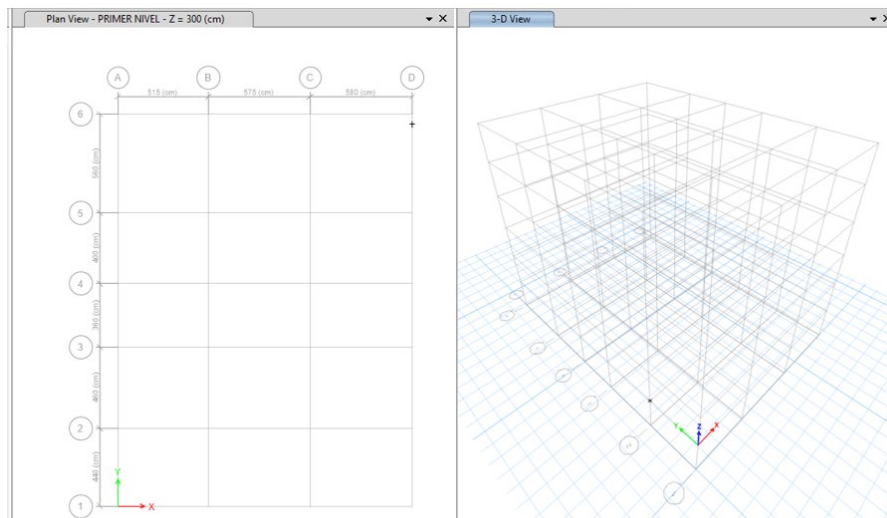 Plan View - PRIMER NIVEL - Z = 300 (cm)
3-D View
A
B
C
D
515 (cm)
575 (cm)
580 (cm)
6
560 (cm)
5
400 (cm)
4
360 (cm)
3
460 (cm)
2
440 (cm)
1
Y
X
Y
Z
X